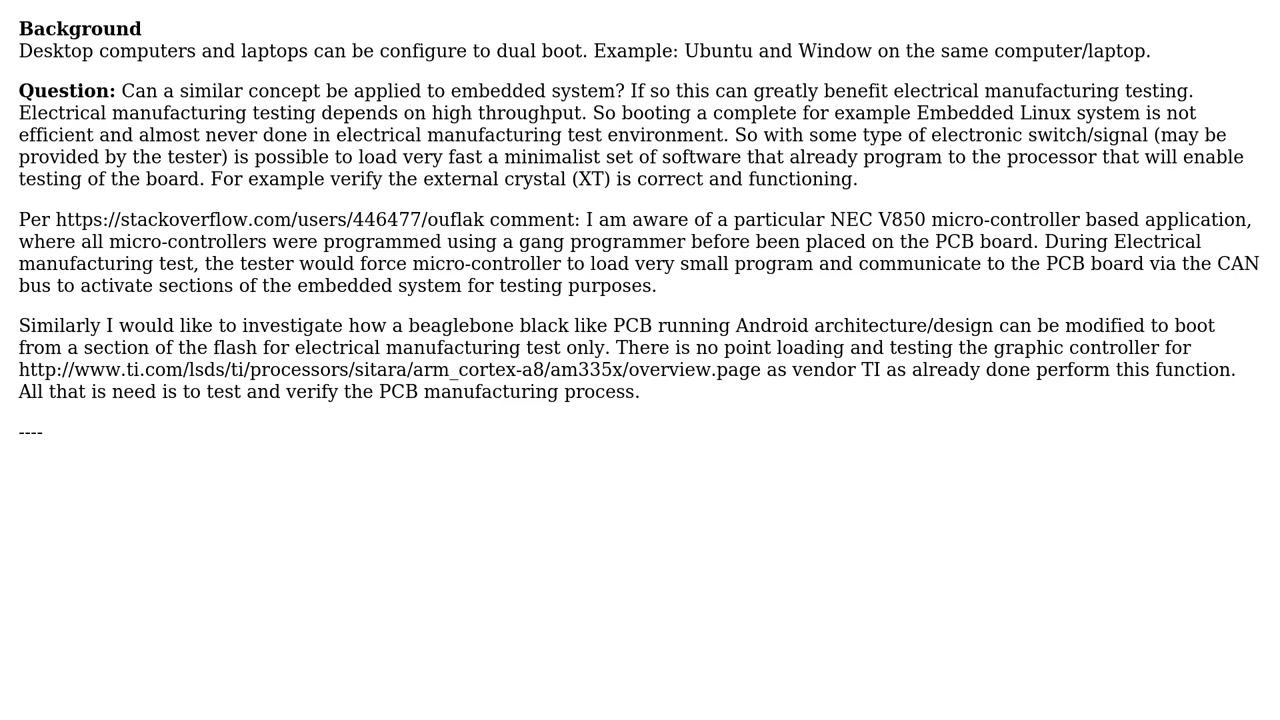 Background
Desktop computers and laptops can be configure to dual boot. Example: Ubuntu and Window on the same computer/laptop.
Question: Can a similar concept be applied to embedded system? If so this can greatly benefit electrical manufacturing testing.
Electrical manufacturing testing depends on high throughput. So booting a complete for example Embedded Linux system is not
efficient and almost never done in electrical manufacturing test environment. So with some type of electronic switch/signal (may be
provided by the tester) is possible to load very fast a minimalist set of software that already program to the processor that will enable
testing of the board. For example verify the external crystal (XT) is correct and functioning.
Per https://stackoverflow.com/users/446477/ouflak comment: I am aware of a particular NEC V850 micro-controller based application,
where all micro-controllers were programmed using a gang programmer before been placed on the PCB board. During Electrical
manufacturing test, the tester would force micro-controller to load very small program and communicate to the PCB board via the CAN
bus to activate sections of the embedded system for testing purposes.
Similarly I would like to investigate how a beaglebone black like PCB running Android architecture/design can be modified to boot
from a section of the flash for electrical manufacturing test only. There is no point loading and testing the graphic controller for
http://www.ti.com/lsds/ti/processors/sitara/arm_cortex-a8/am335x/overview.page as vendor TI as already done perform this function.
All that is need is to test and verify the PCB manufacturing process.
----